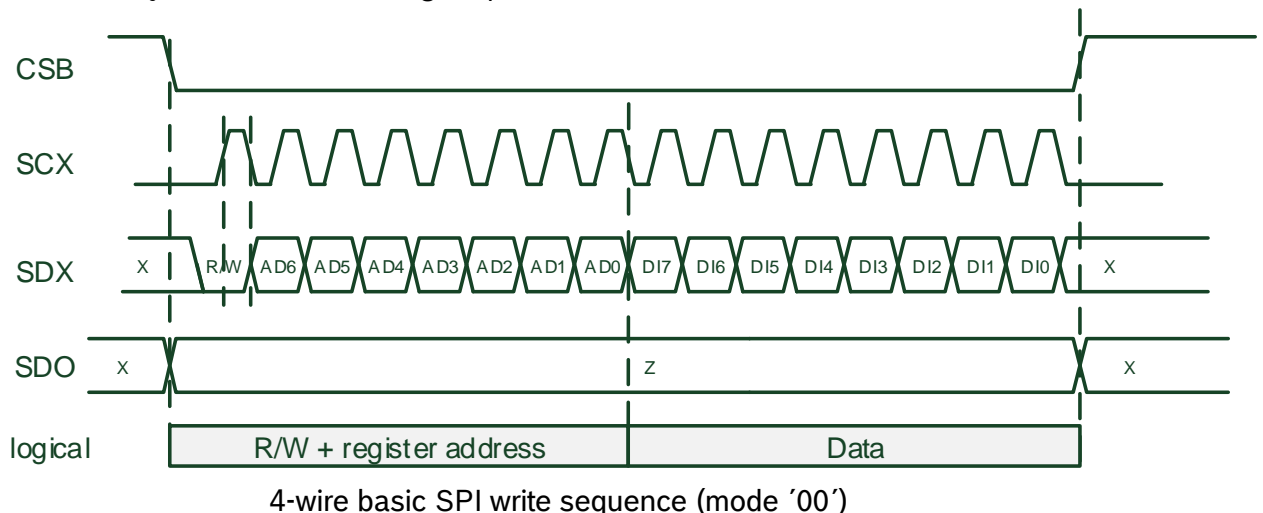 CSB
SCX
SDX X R/W AD6 AD5 AD4 AD3 AD2 AD1 AD0 DI7 DI6 DI5 DI4 DI3 DI2 DI1 DI0 X
SDO X Z X
logical R/W + register address Data
4-wire basic SPI write sequence (mode ´00´)